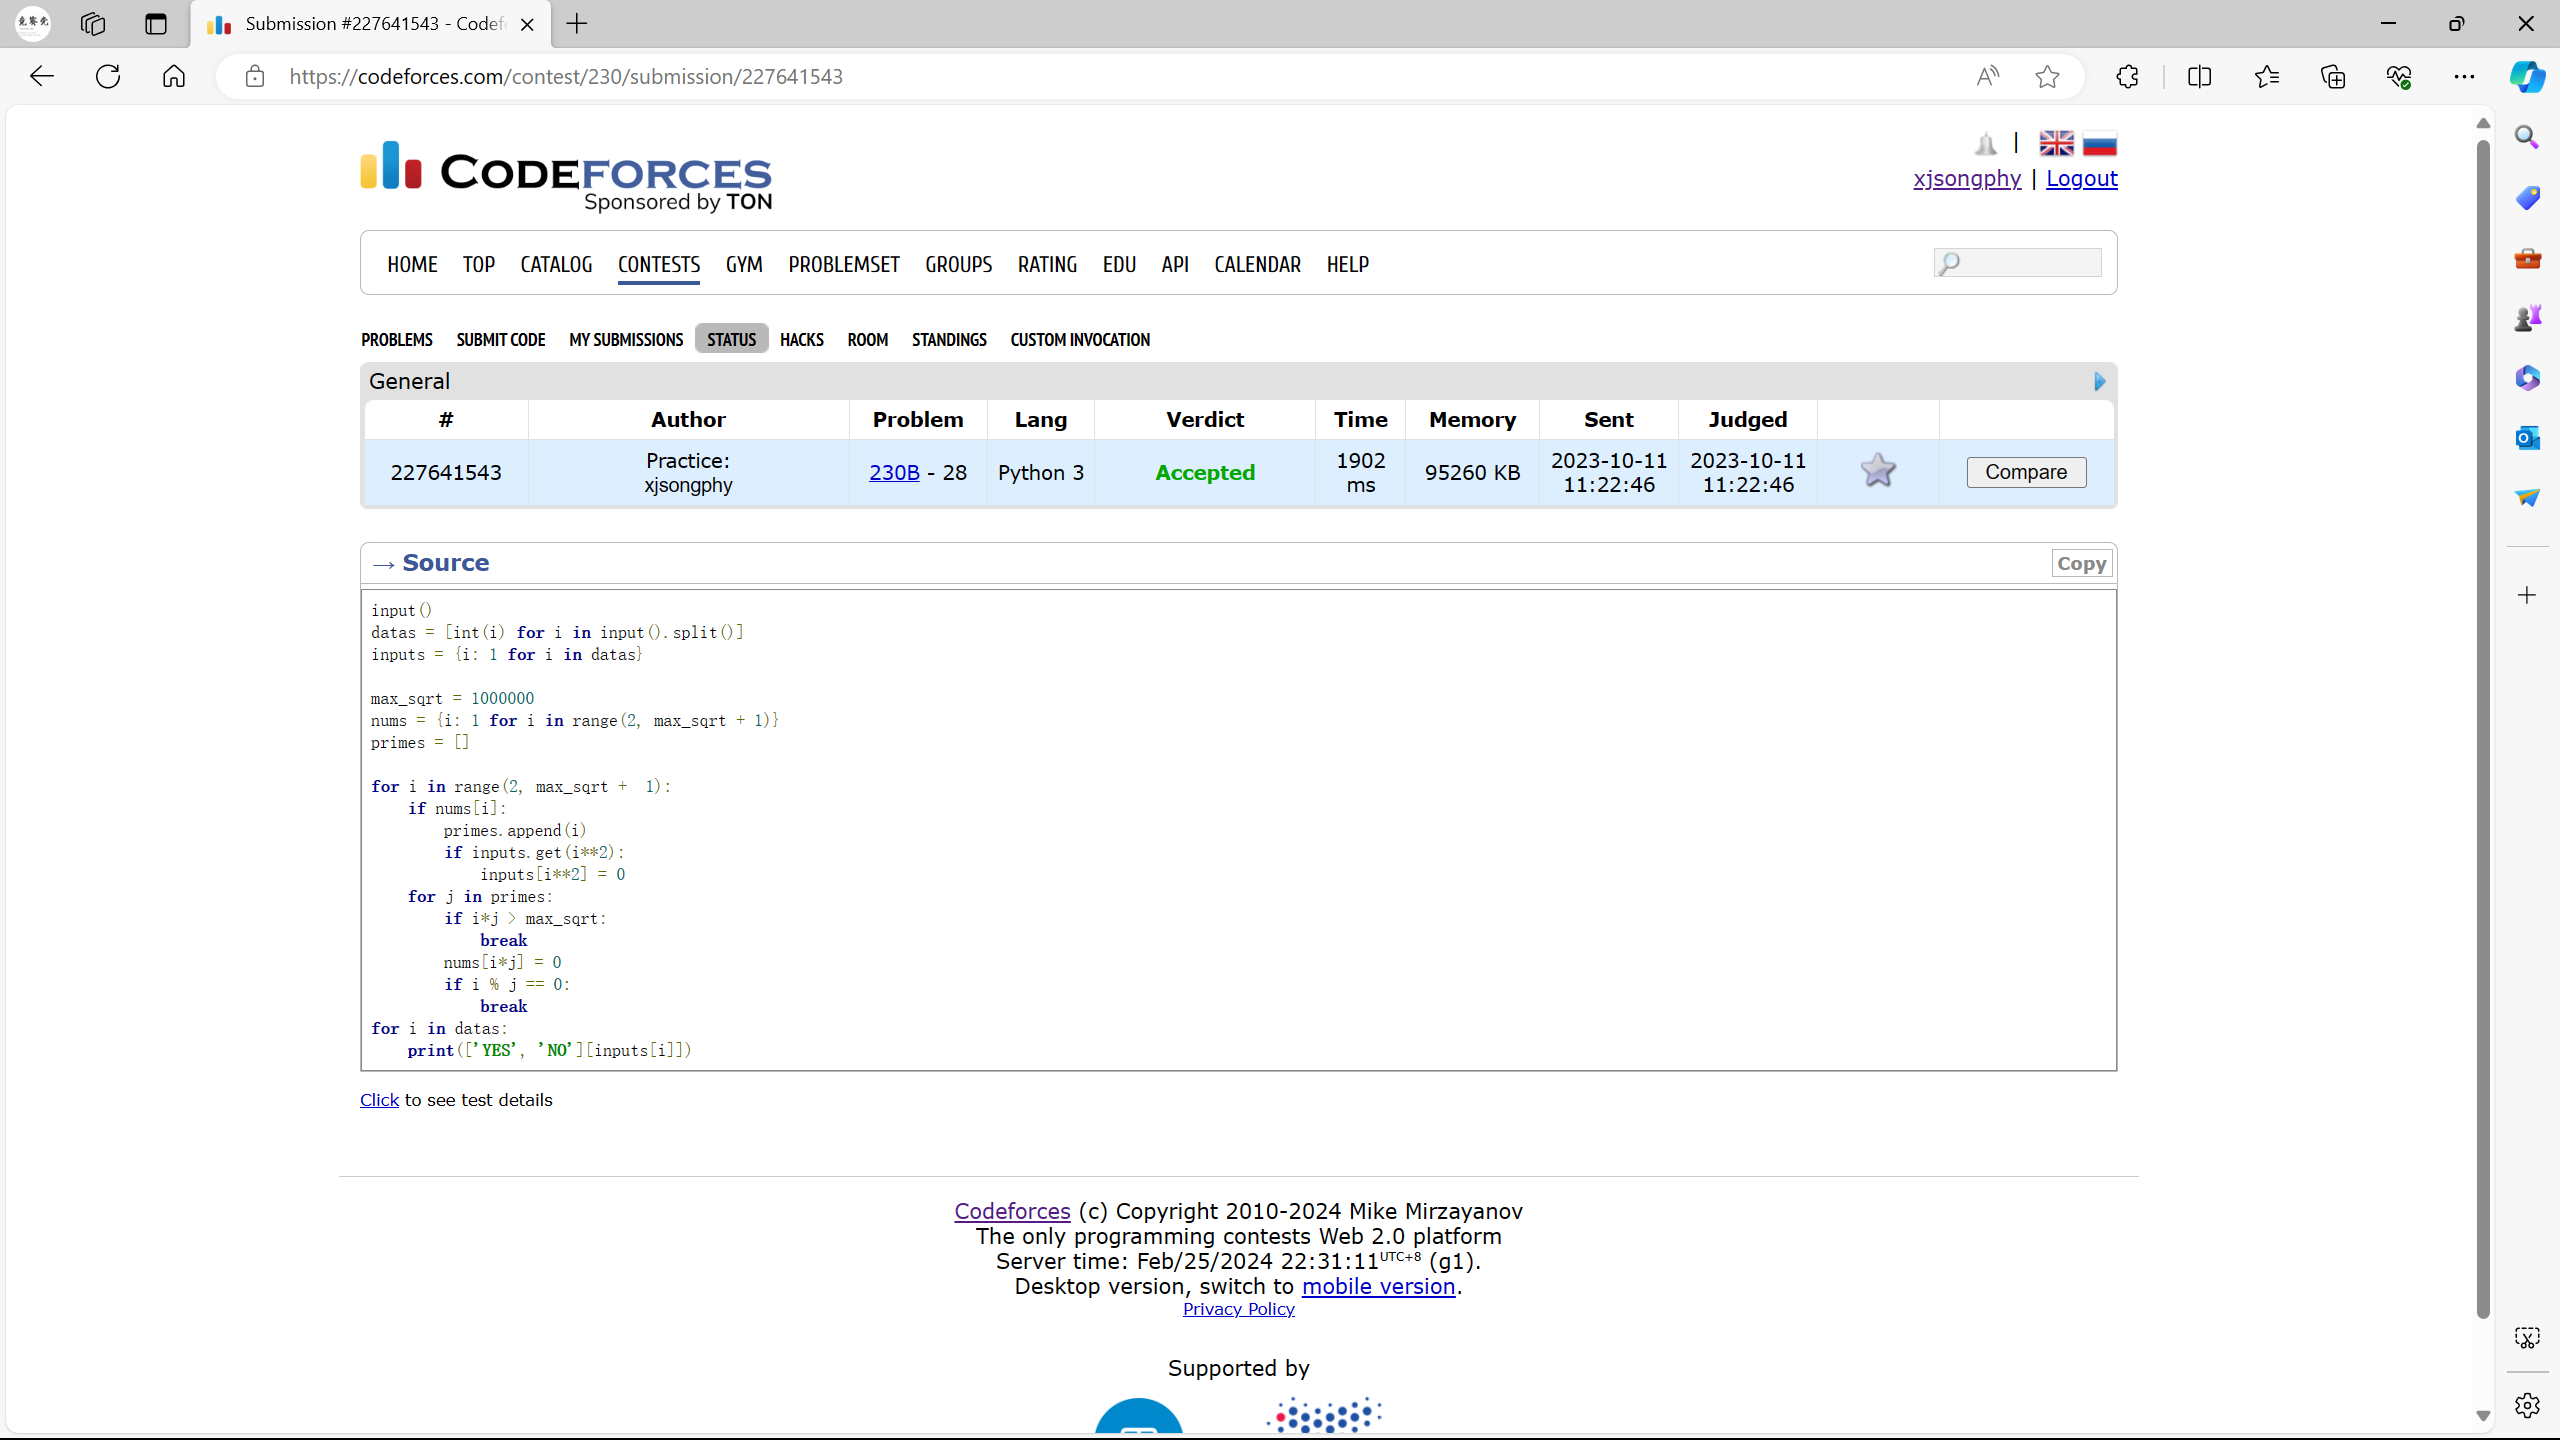 竞赛壳
Submission #227641543 - Codef
https://codeforces.com/contest/230/submission/227641543
CODEFORCES
Sponsored by TON
|
xjsongphy | Logout
HOME TOP CATALOG CONTESTS GYM PROBLEMSET GROUPS RATING EDU API CALENDAR HELP
PROBLEMS SUBMIT CODE MY SUBMISSIONS STATUS HACKS ROOM STANDINGS CUSTOM INVOCATION
General
# Author Problem Lang Verdict Time Memory Sent Judged
227641543 Practice: xjsongphy 230B - 28 Python 3 Accepted 1902 ms 95260 KB 2023-10-11 11:22:46 2023-10-11 11:22:46 Compare
→ Source Copy
input()
datas = [int(i) for i in input().split()]
inputs = {i: 1 for i in datas}
max_sqrt = 1000000
nums = {i: 1 for i in range(2, max_sqrt + 1)}
primes = []
for i in range(2, max_sqrt +  1):
    if nums[i]:
        primes.append(i)
        if inputs.get(i**2):
            inputs[i**2] = 0
    for j in primes:
        if i*j > max_sqrt:
            break
        nums[i*j] = 0
        if i % j == 0:
            break
for i in datas:
    print(['YES', 'NO'][inputs[i]])
Click to see test details
Codeforces (c) Copyright 2010-2024 Mike Mirzayanov
The only programming contests Web 2.0 platform
Server time: Feb/25/2024 22:31:11UTC+8 (g1).
Desktop version, switch to mobile version.
Privacy Policy
Supported by